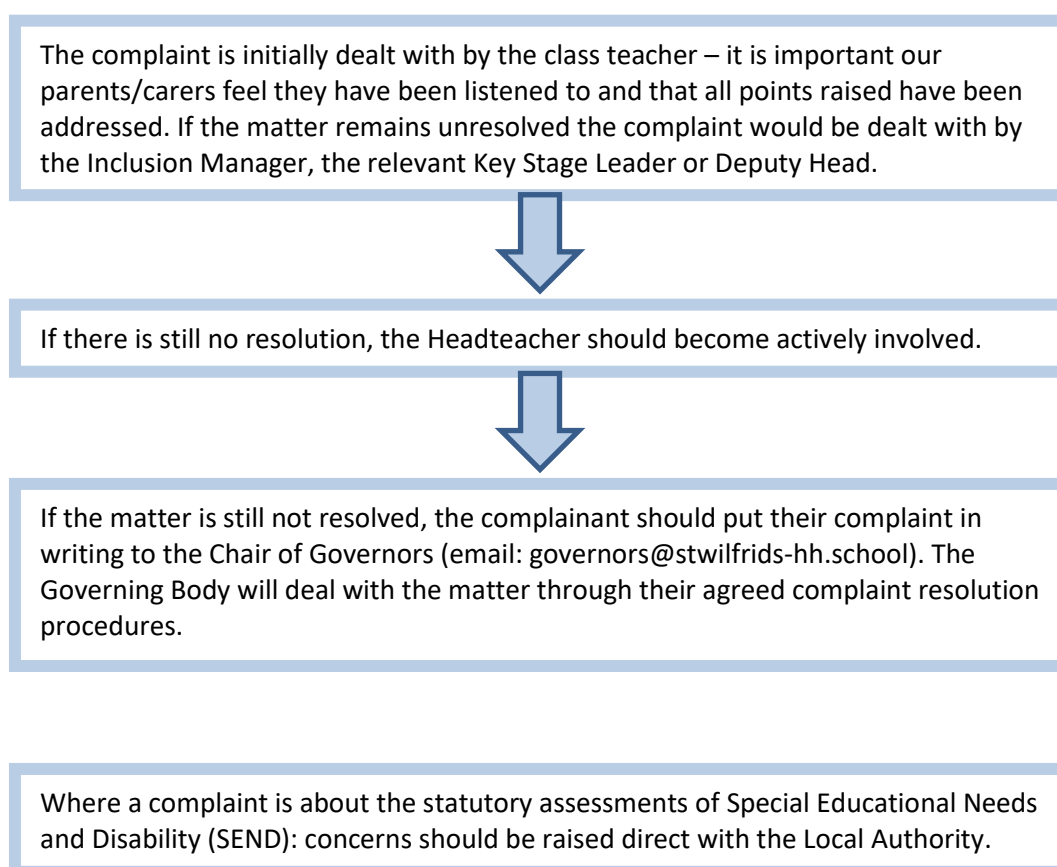 The complaint is initially dealt with by the class teacher – it is important our
parents/carers feel they have been listened to and that all points raised have been
addressed. If the matter remains unresolved the complaint would be dealt with by
the Inclusion Manager, the relevant Key Stage Leader or Deputy Head.
If there is still no resolution, the Headteacher should become actively involved.
If the matter is still not resolved, the complainant should put their complaint in
writing to the Chair of Governors (email: governors@stwilfrids-hh.school). The
Governing Body will deal with the matter through their agreed complaint resolution
procedures.
Where a complaint is about the statutory assessments of Special Educational Needs
and Disability (SEND): concerns should be raised direct with the Local Authority.